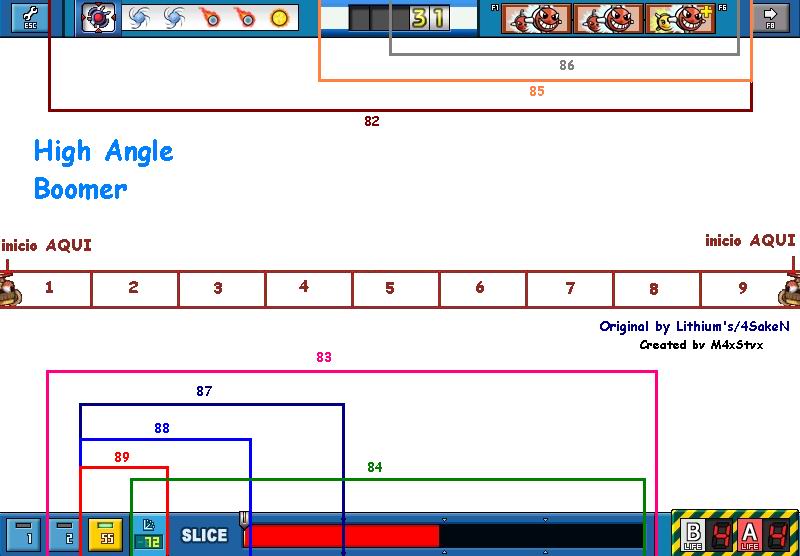 ESC
31
F1
F6
F8
86
85
82
High Angle
Boomer
inicio AQUI
inicio AQUI
1 2 3 4 5 6 7 8 9
Original by Lithium's/4SakeN
Created by M4xStyx
83
87
88
89
84
1
2
SS
-72
SLICE
B LIFE 4 A LIFE 4